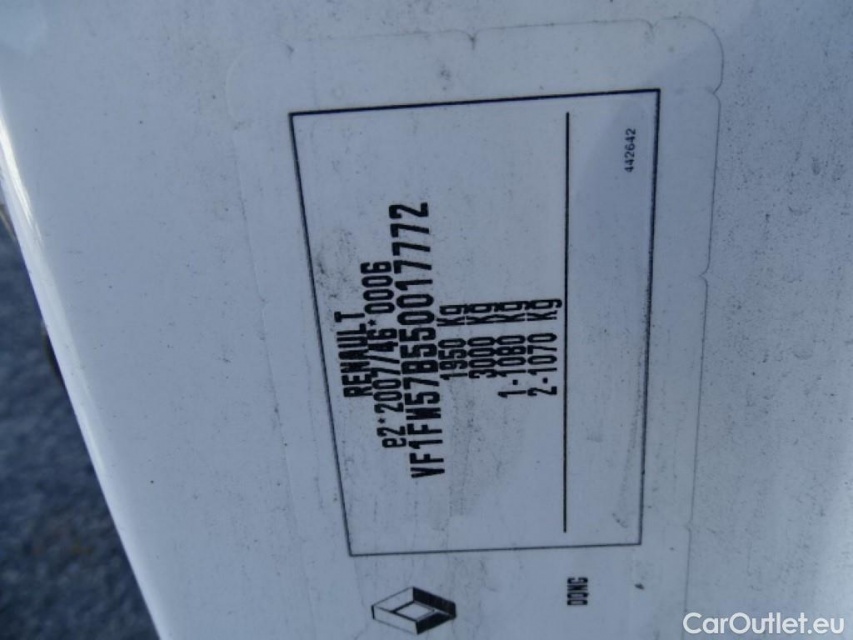 RENAULT
e2*2007/46*0006
VF1FW57B550017772
1950 kg
3000 kg
1-1080 kg
2-1070 kg
442642
CarOutlet.eu